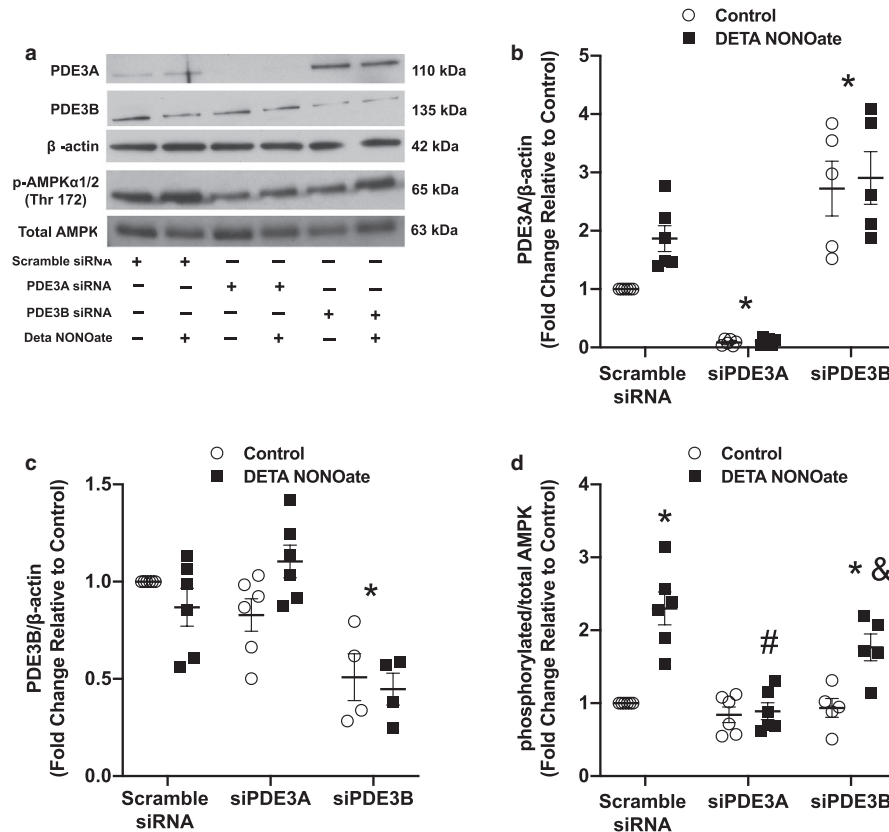 a
PDE3A 110 kDa
PDE3B 135 kDa
β -actin 42 kDa
p-AMPKα1/2
(Thr 172) 65 kDa
Total AMPK 63 kDa
Scramble siRNA + + – – – –
PDE3A siRNA – – + + – –
PDE3B siRNA – – – – + +
Deta NONOate – + – + – +
b
Control
DETA NONOate
PDE3A/β-actin
(Fold Change Relative to Control)
5
4
3
2
1
0
*
*
Scramble
siRNA
siPDE3A
siPDE3B
c
Control
DETA NONOate
PDE3B/β-actin
(Fold Change Relative to Control)
1.5
1.0
0.5
0.0
*
Scramble
siRNA
siPDE3A
siPDE3B
d
Control
DETA NONOate
phosphorylated/total AMPK
(Fold Change Relative to Control)
4
3
2
1
0
*
#
* &
Scramble
siRNA
siPDE3A
siPDE3B